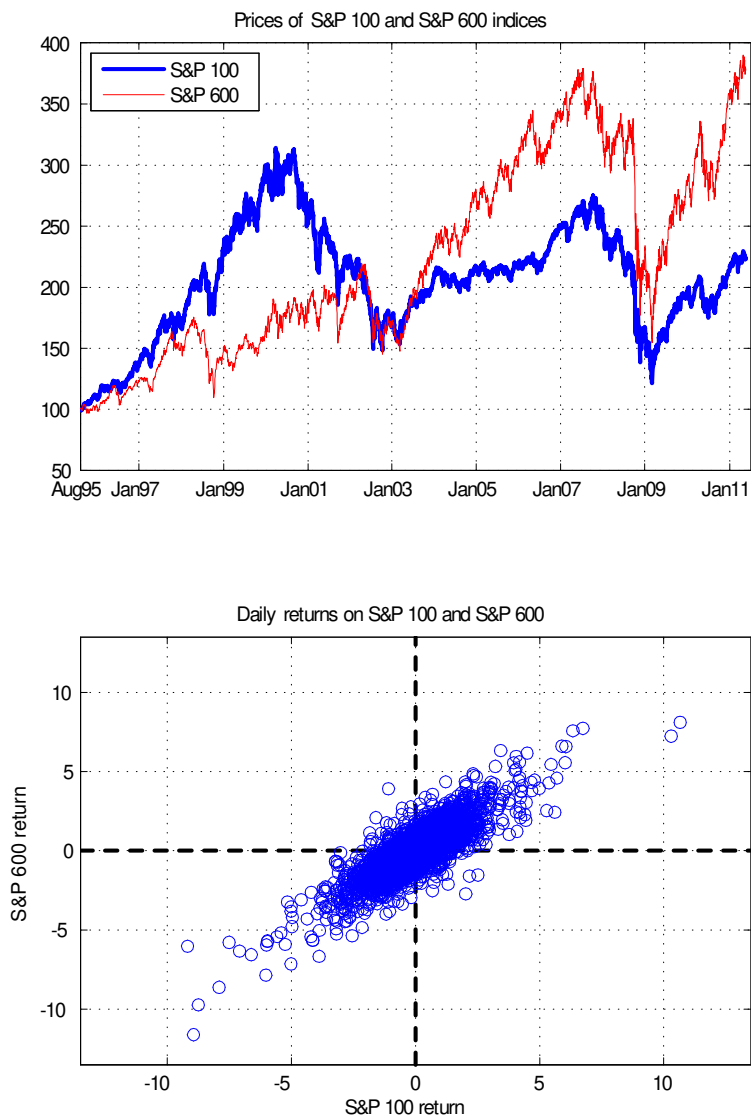 Prices of S&P 100 and S&P 600 indices
400
350
300
250
200
150
100
50
S&P 100
S&P 600
Aug95 Jan97 Jan99 Jan01 Jan03 Jan05 Jan07 Jan09 Jan11
Daily returns on S&P 100 and S&P 600
S&P 600 return
10
5
0
-5
-10
-10 -5 0 5 10
S&P 100 return